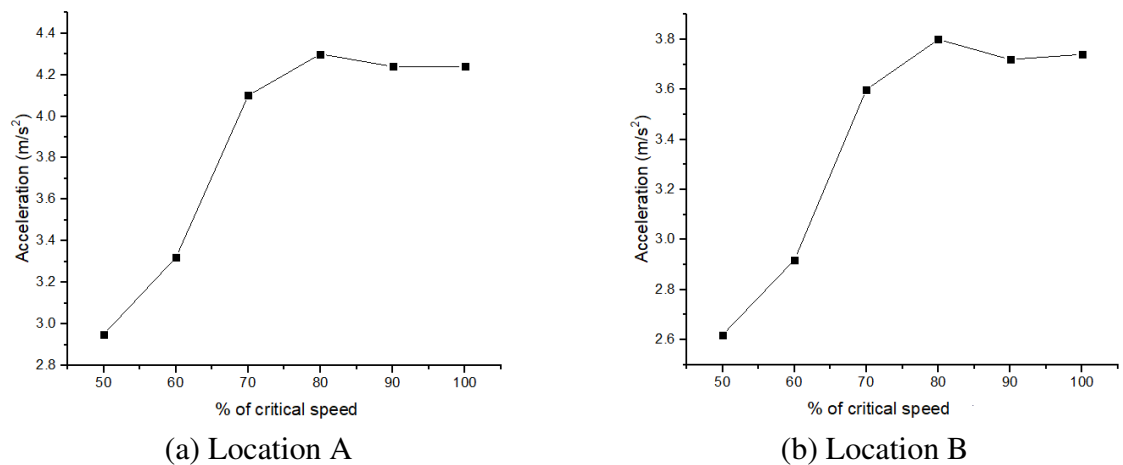 4.4
4.2
4.0
3.8
3.6
3.4
3.2
3.0
2.8
Acceleration (m/s²)
50 60 70 80 90 100
% of critical speed
(a) Location A
3.8
3.6
3.4
3.2
3.0
2.8
2.6
Acceleration (m/s²)
50 60 70 80 90 100
% of critical speed
(b) Location B